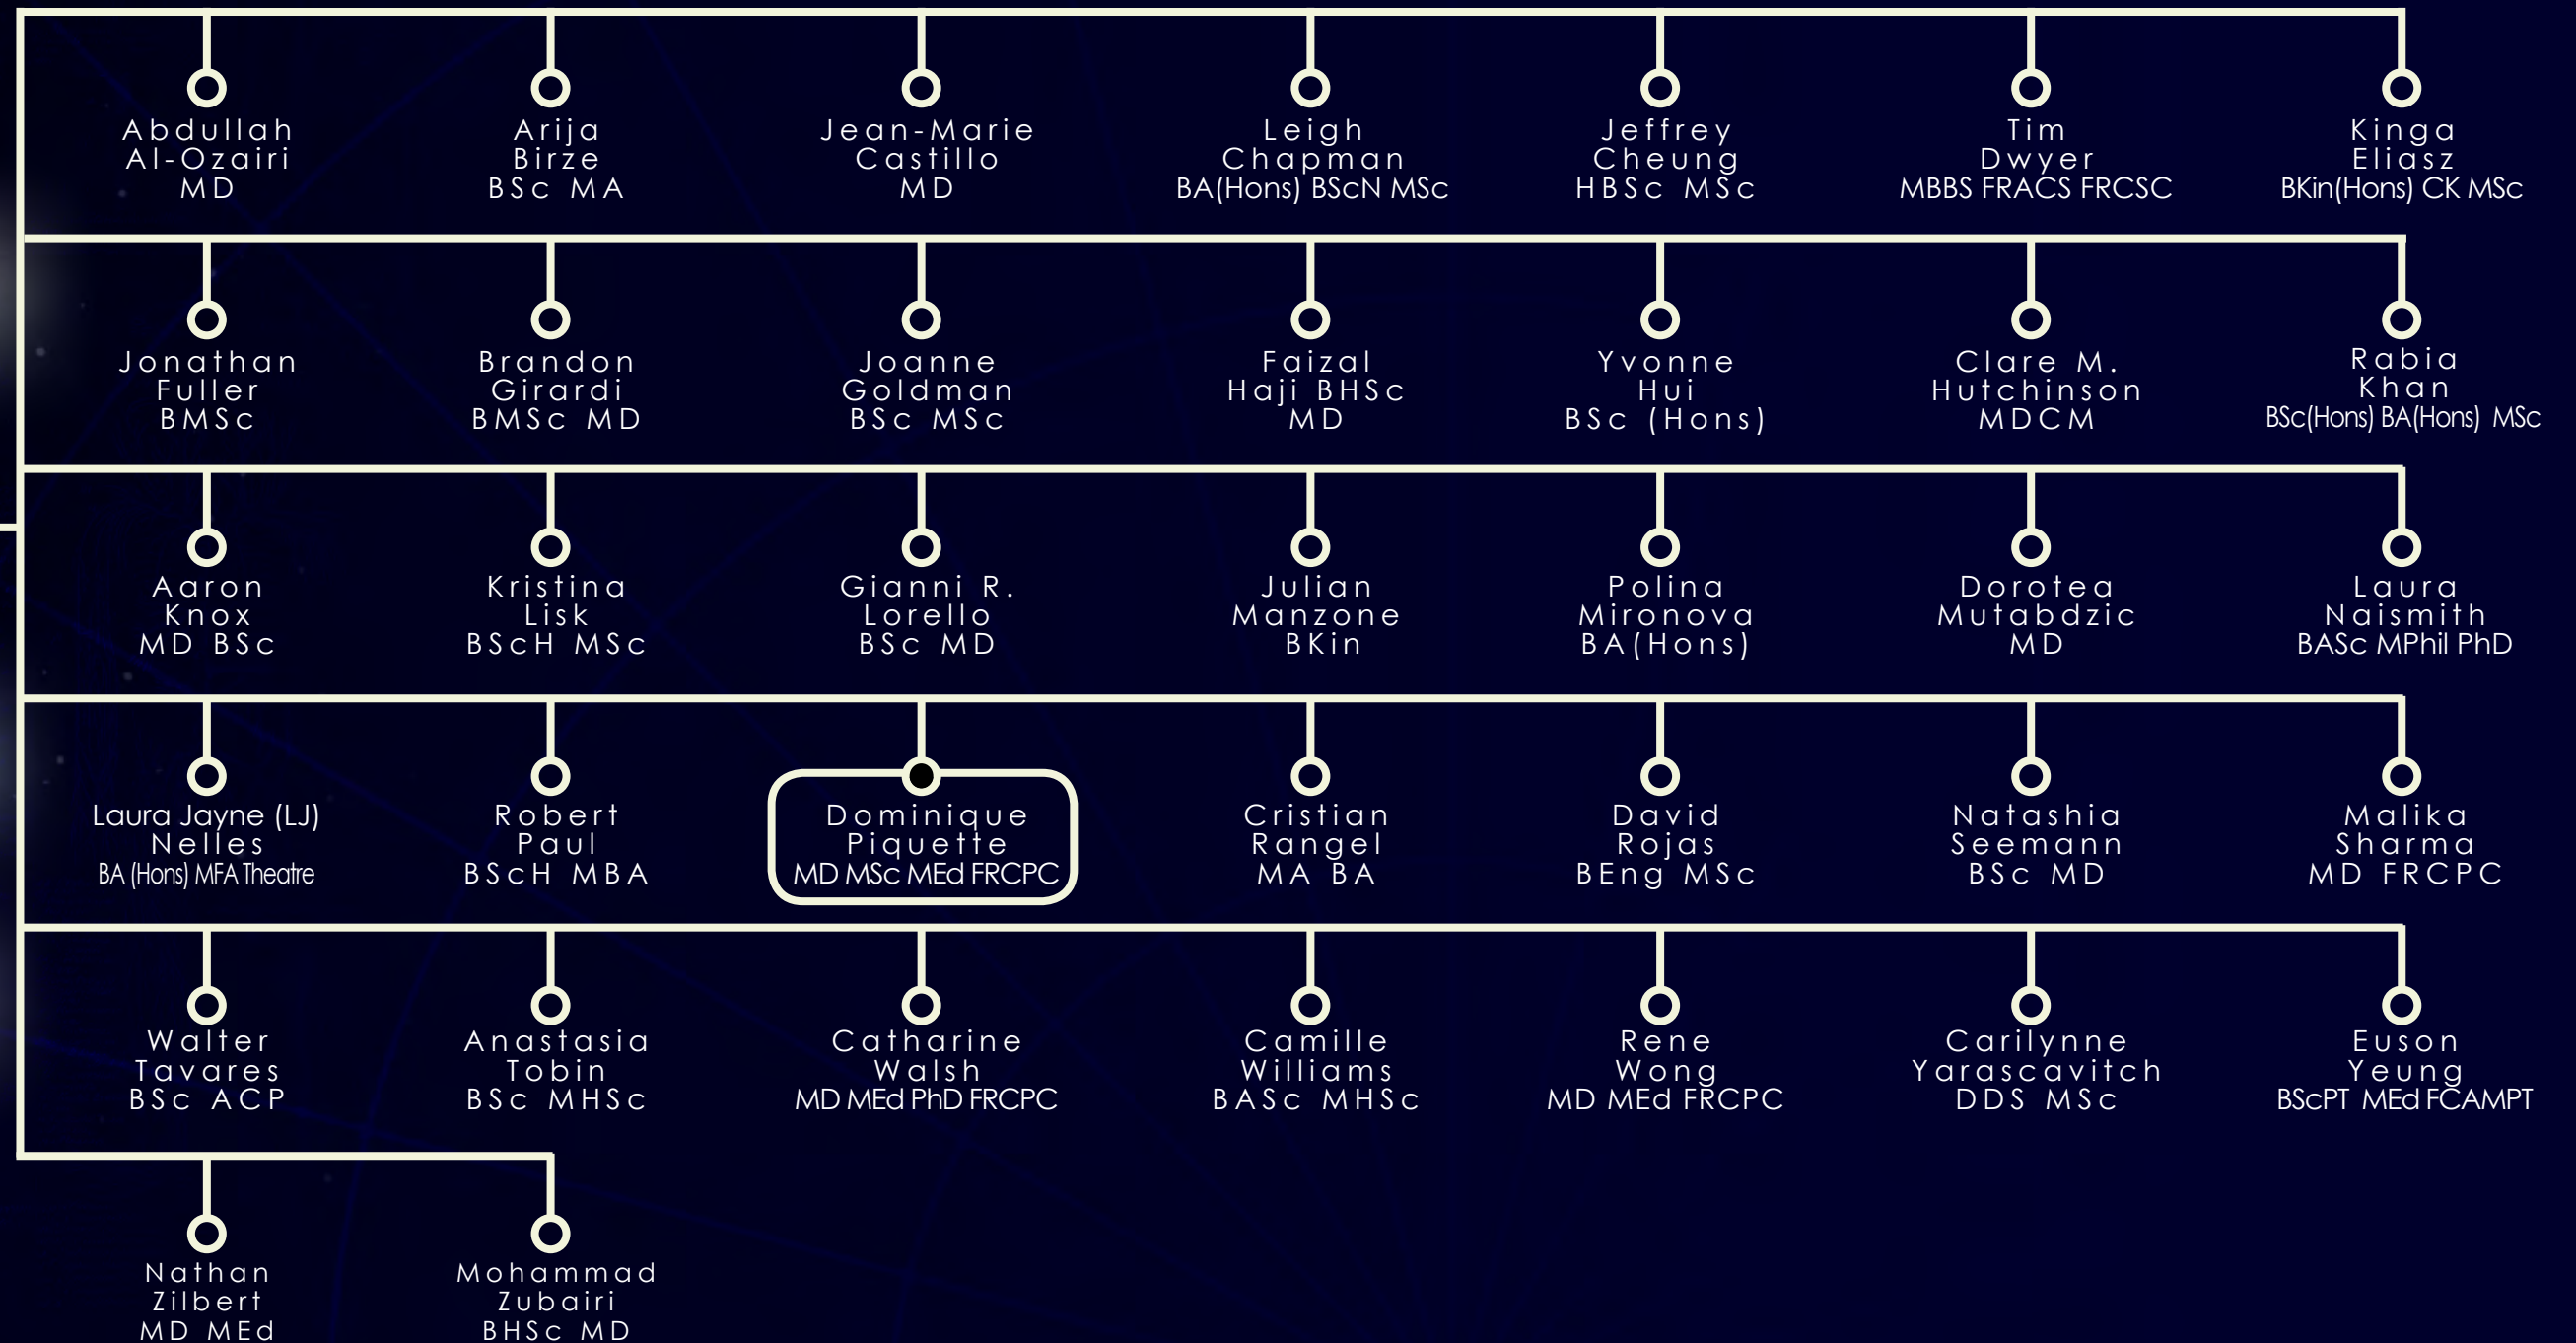 Abdullah
Al-Ozairi
MD
Arija
Birze
BSc MA
Jean-Marie
Castillo
MD
Leigh
Chapman
BA(Hons) BScN MSc
Jeffrey
Cheung
HBSc MSc
Tim
Dwyer
MBBS FRACS FRCSC
Kinga
Eliasz
BKin(Hons) CK MSc
Jonathan
Fuller
BMSc
Brandon
Girardi
BMSc MD
Joanne
Goldman
BSc MSc
Faizal
Haji BHSc
MD
Yvonne
Hui
BSc (Hons)
Clare M.
Hutchinson
MDCM
Rabia
Khan
BSc(Hons) BA(Hons) MSc
Aaron
Knox
MD BSc
Kristina
Lisk
BScH MSc
Gianni R.
Lorello
BSc MD
Julian
Manzone
BKin
Polina
Mironova
BA(Hons)
Dorotea
Mutabdzic
MD
Laura
Naismith
BASc MPhil PhD
Laura Jayne (LJ)
Nelles
BA (Hons) MFA Theatre
Robert
Paul
BScH MBA
Dominique
Piquette
MD MSc MEd FRCPC
Cristian
Rangel
MA BA
David
Rojas
BEng MSc
Natashia
Seemann
BSc MD
Malika
Sharma
MD FRCPC
Walter
Tavares
BSc ACP
Anastasia
Tobin
BSc MHSc
Catharine
Walsh
MD MEd PhD FRCPC
Camille
Williams
BASc MHSc
Rene
Wong
MD MEd FRCPC
Carilynne
Yarascavitch
DDS MSc
Euson
Yeung
BScPT MEd FCAMPT
Nathan
Zilbert
MD MEd
Mohammad
Zubairi
BHSc MD